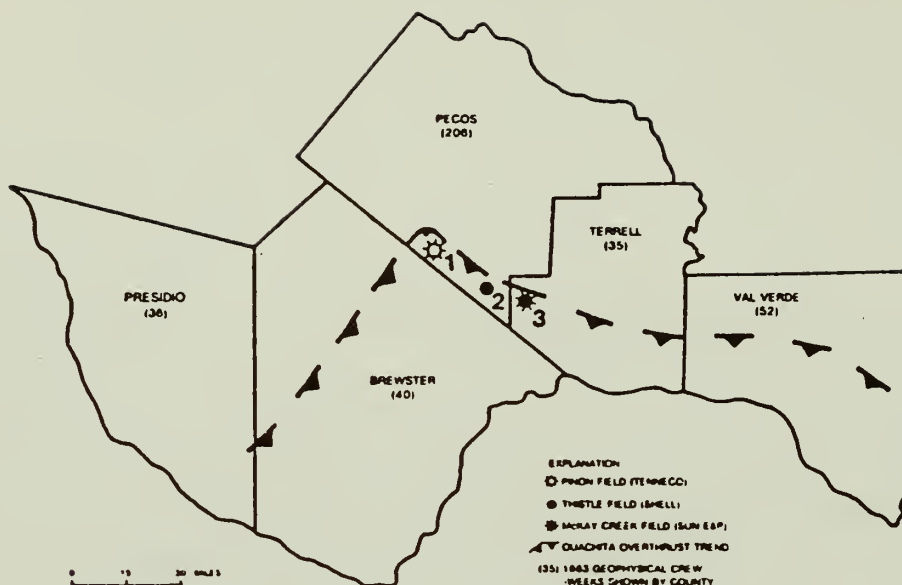 PECOS
(206)
TERRELL
(35)
PRESIDIO
(36)
VAL VERDE
(52)
BREWSTER
(40)
1
2
3
EXPLANATION
PINON FIELD (TENNECO)
THISTLE FIELD (SHELL)
McKAY CREEK FIELD (SUN E&P)
OUACHITA OVERTHRUST TREND
(35) 1983 GEOPHYSICAL CREW
-WEEKS SHOWN BY COUNTY
0 15 30 MILES